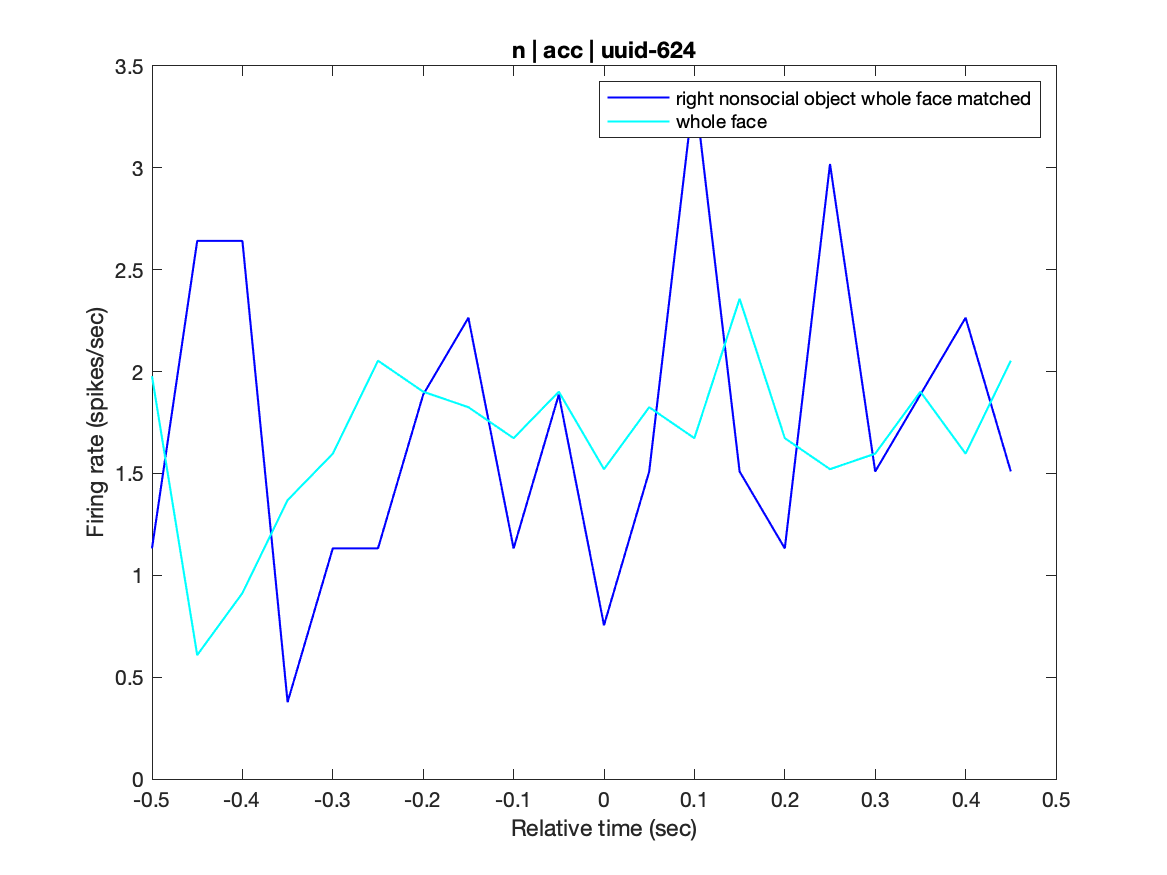 n | acc | uuid-624
right nonsocial object whole face matched
whole face
3.5
3
2.5
2
1.5
1
0.5
0
Firing rate (spikes/sec)
-0.5 -0.4 -0.3 -0.2 -0.1 0 0.1 0.2 0.3 0.4 0.5
Relative time (sec)